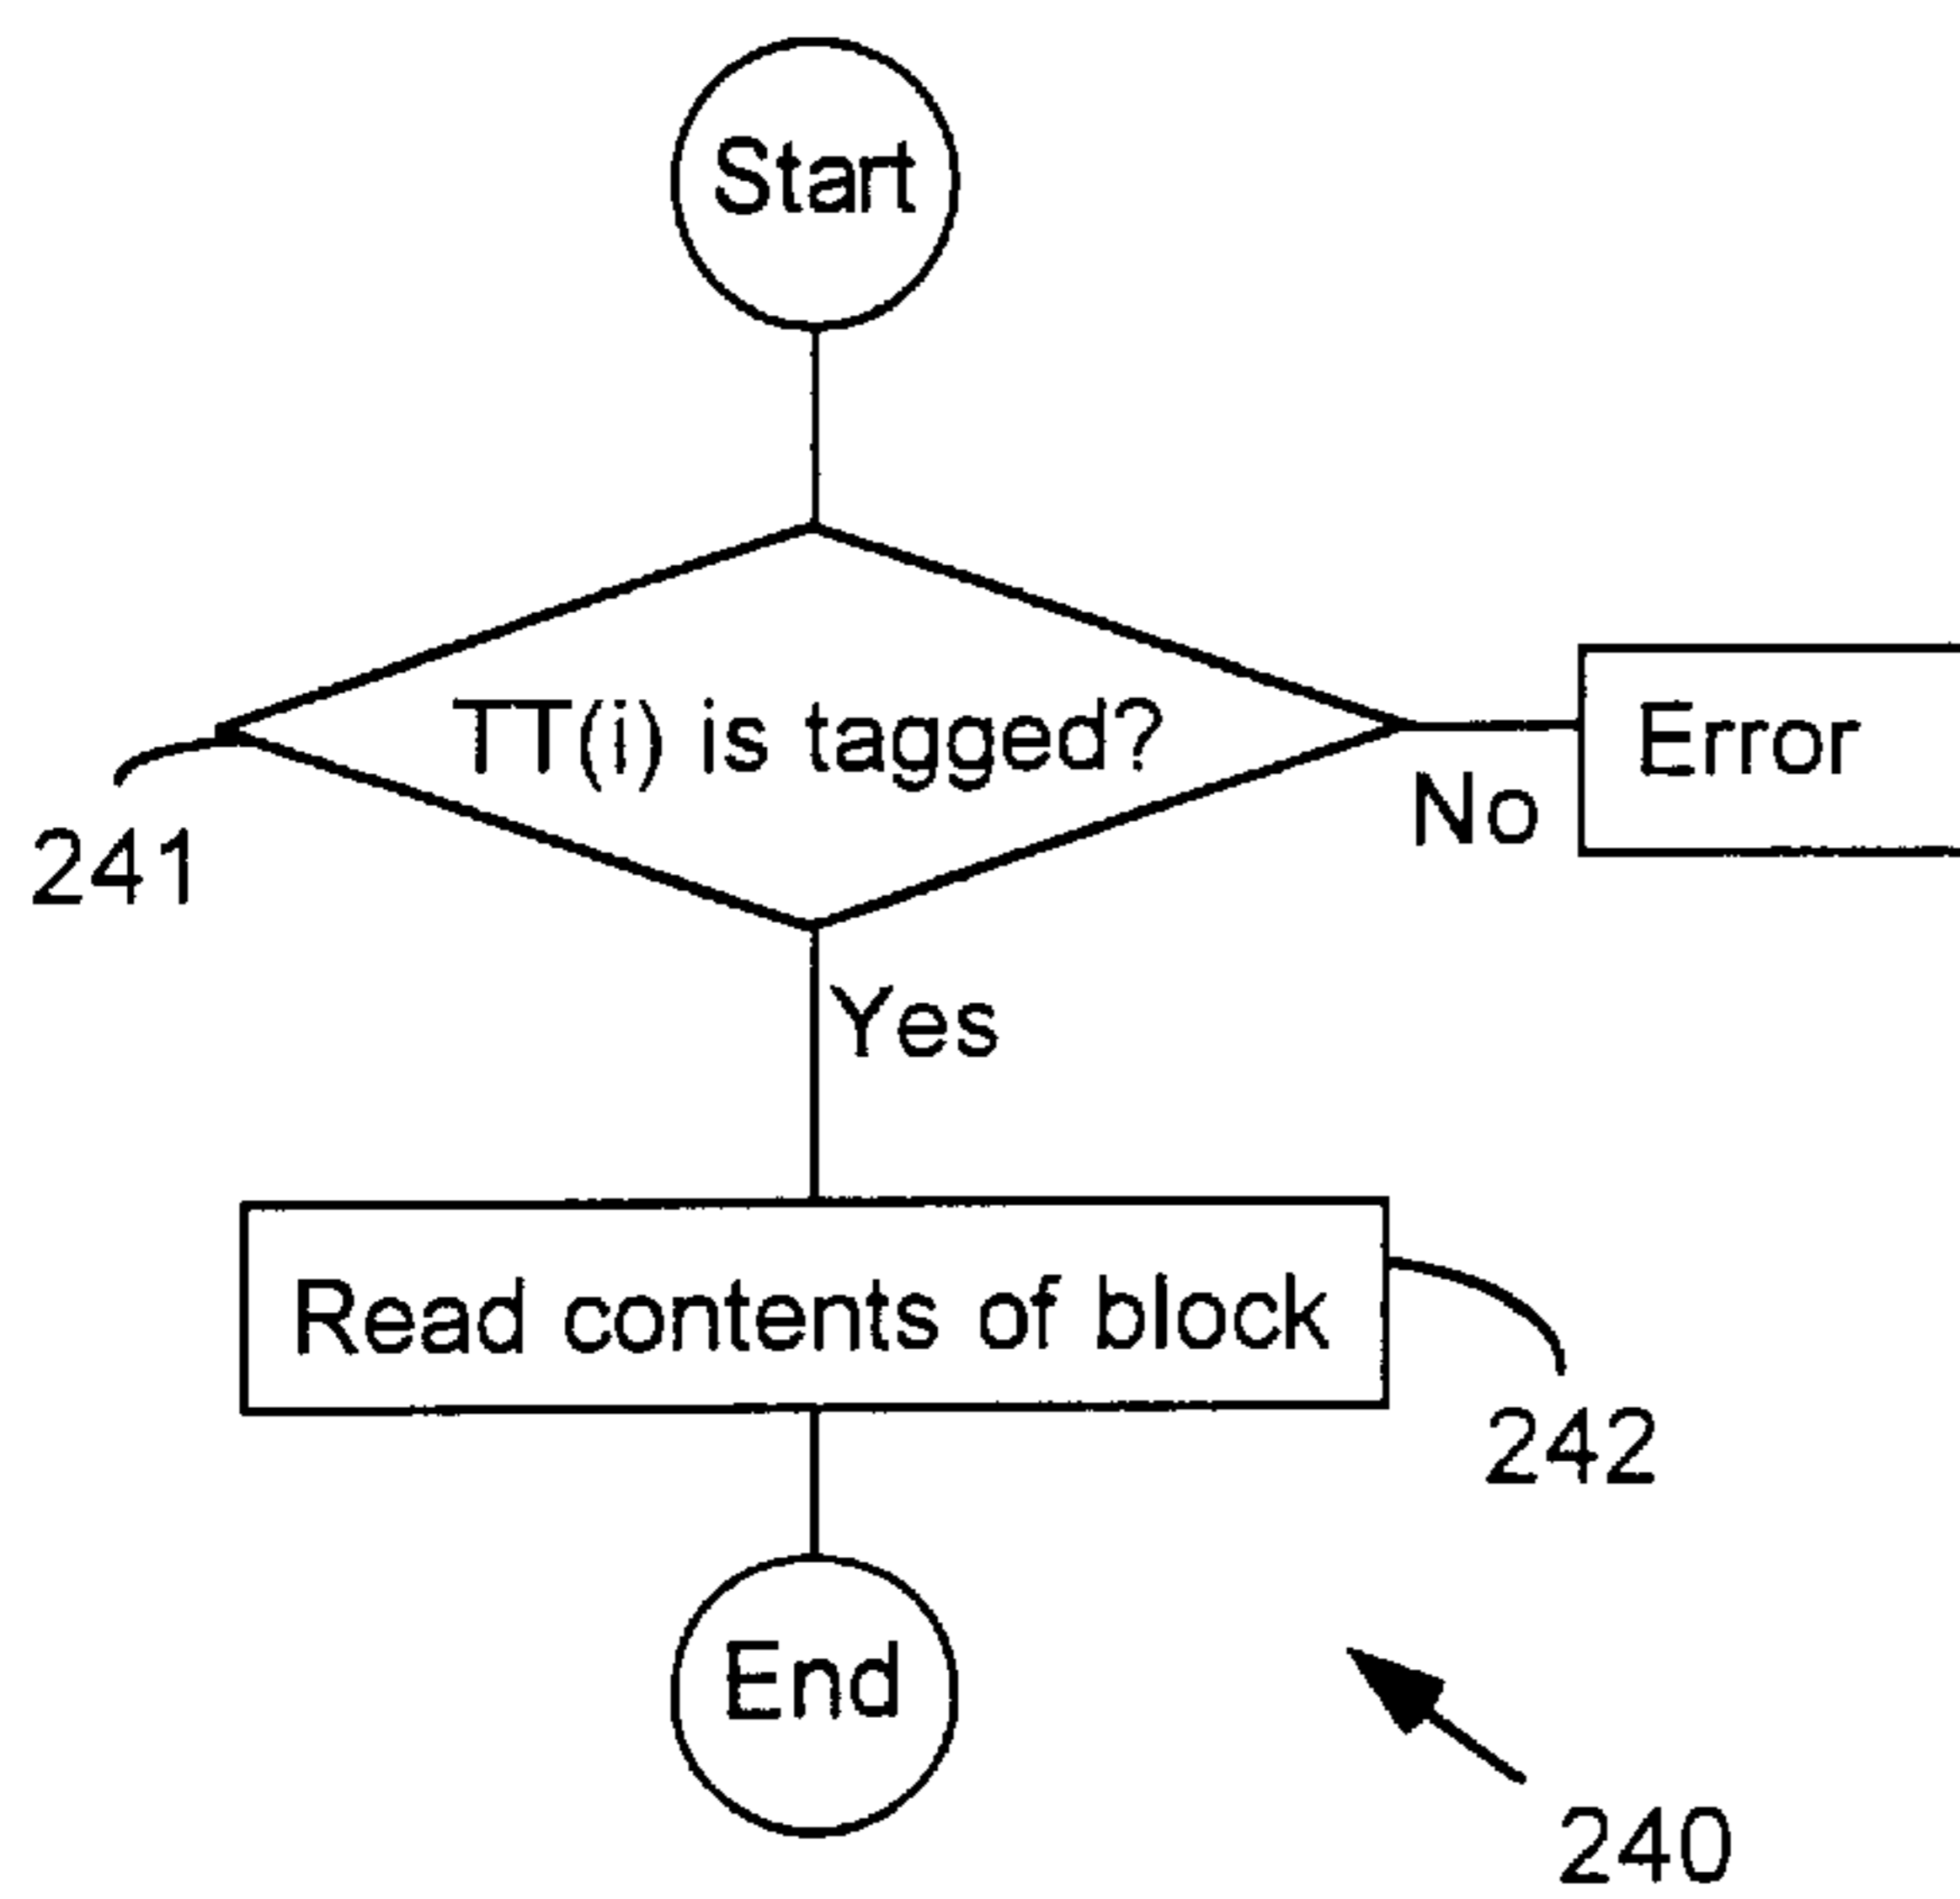 Start
TT(i) is tagged?
Error
No
241
Yes
Read contents of block
242
End
240